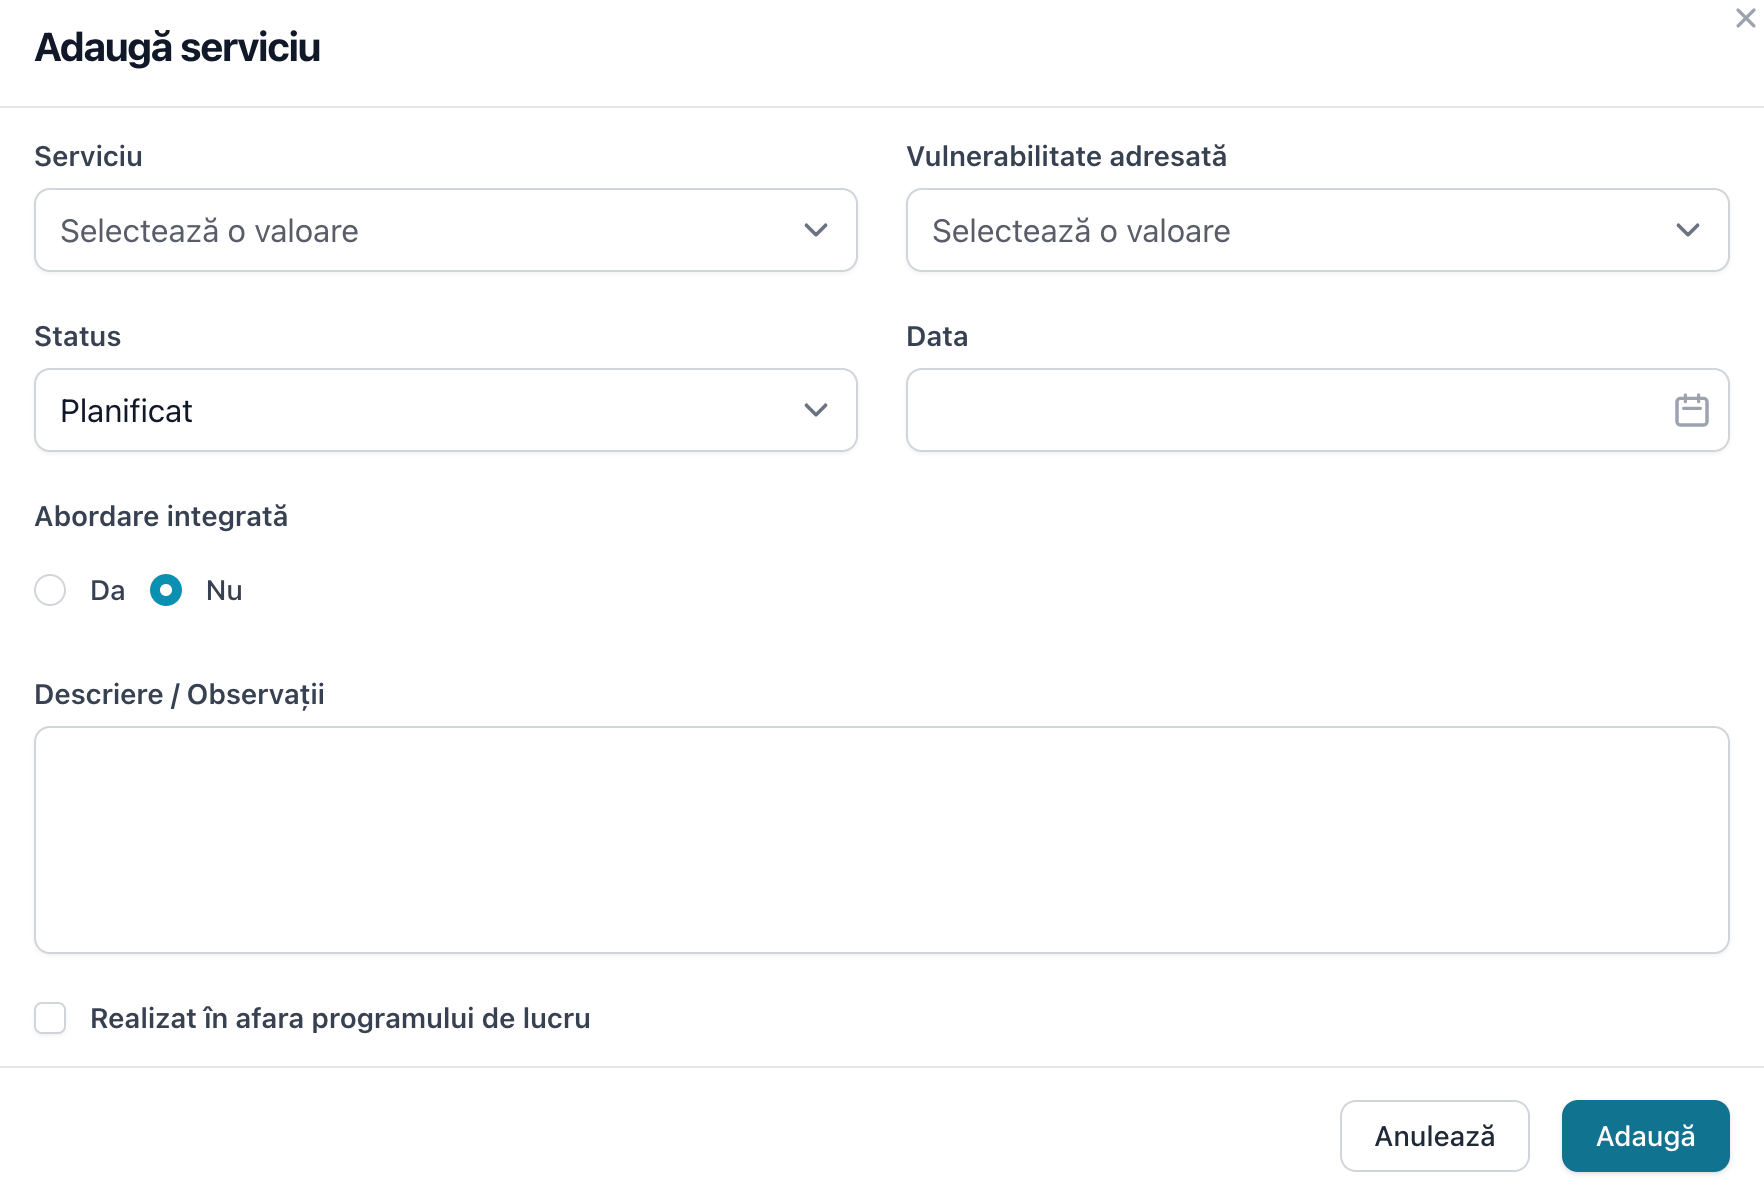 Adaugă serviciu
Serviciu
Vulnerabilitate adresată
Selectează o valoare
Selectează o valoare
Status
Data
Planificat
Abordare integrată
Da
Nu
Descriere / Observații
Realizat în afara programului de lucru
Anulează
Adaugă